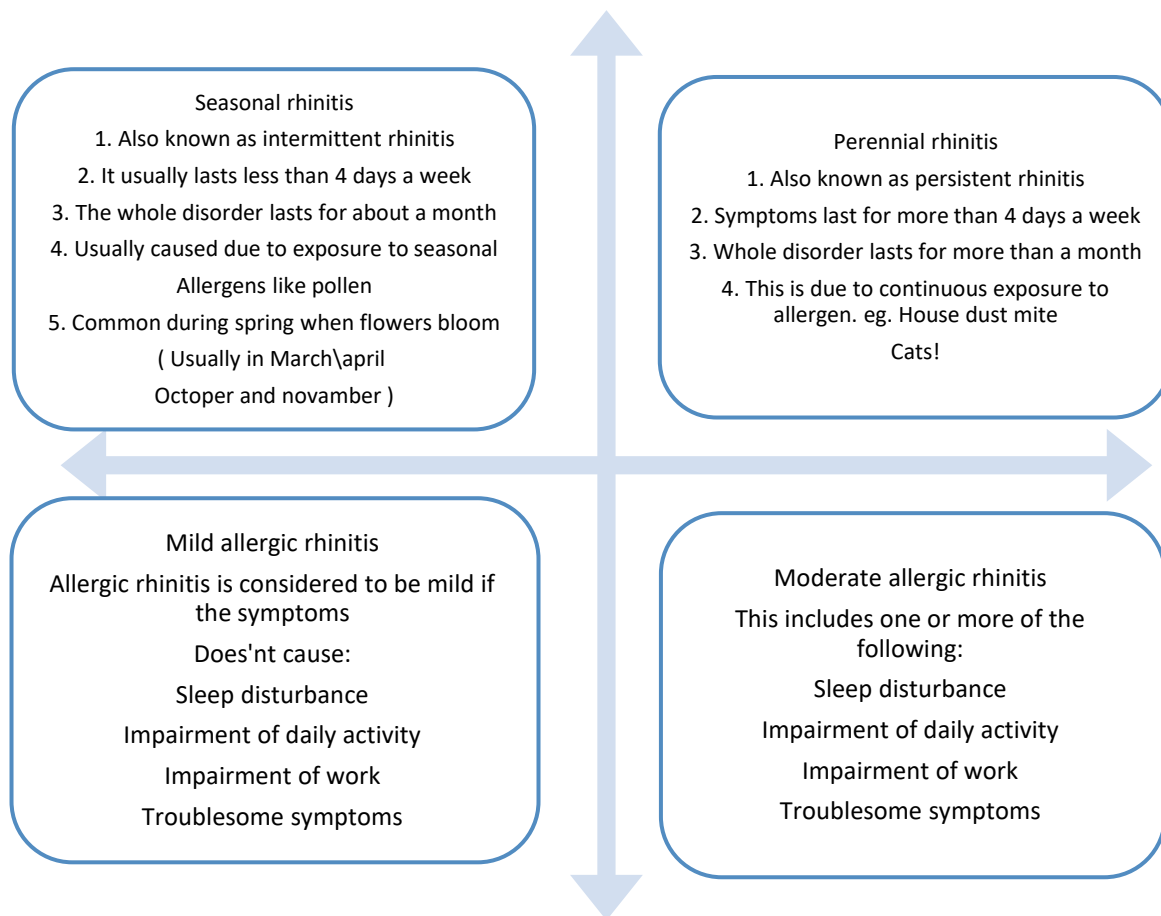 Seasonal rhinitis
1. Also known as intermittent rhinitis
2. It usually lasts less than 4 days a week
3. The whole disorder lasts for about a month
4. Usually caused due to exposure to seasonal
Allergens like pollen
5. Common during spring when flowers bloom
( Usually in March\april
Octoper and novamber )
Perennial rhinitis
1. Also known as persistent rhinitis
2. Symptoms last for more than 4 days a week
3. Whole disorder lasts for more than a month
4. This is due to continuous exposure to
allergen. eg. House dust mite
Cats!
Mild allergic rhinitis
Allergic rhinitis is considered to be mild if
the symptoms
Does'nt cause:
Sleep disturbance
Impairment of daily activity
Impairment of work
Troublesome symptoms
Moderate allergic rhinitis
This includes one or more of the
following:
Sleep disturbance
Impairment of daily activity
Impairment of work
Troublesome symptoms